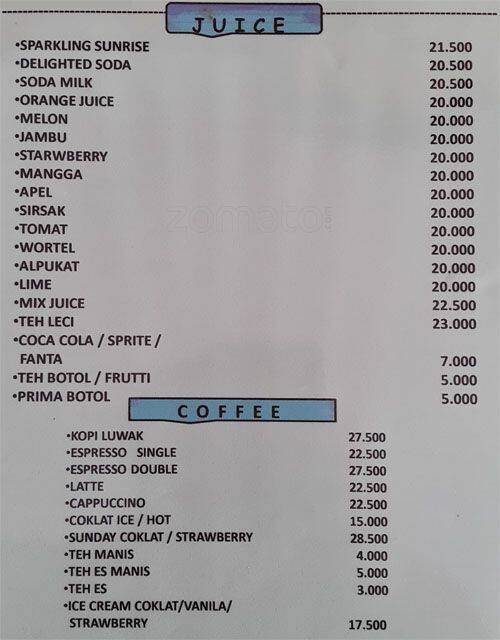 JUICE
•SPARKLING SUNRISE 21.500
•DELIGHTED SODA 20.500
•SODA MILK 20.500
•ORANGE JUICE 20.000
•MELON 20.000
•JAMBU 20.000
•STARWBERRY 20.000
•MANGGA 20.000
•APEL 20.000
•SIRSAK 20.000
•TOMAT 20.000
•WORTEL 20.000
•ALPUKAT 20.000
•LIME 20.000
•MIX JUICE 22.500
•TEH LECI 23.000
•COCA COLA / SPRITE /
FANTA 7.000
•TEH BOTOL / FRUTTI 5.000
•PRIMA BOTOL 5.000
COFFEE
•KOPI LUWAK 27.500
•ESPRESSO SINGLE 22.500
•ESPRESSO DOUBLE 27.500
•LATTE 22.500
•CAPPUCCINO 22.500
•COKLAT ICE / HOT 15.000
•SUNDAY COKLAT / STRAWBERRY 28.500
•TEH MANIS 4.000
•TEH ES MANIS 5.000
•TEH ES 3.000
•ICE CREAM COKLAT/VANILA/
STRAWBERRY 17.500
zomato.com